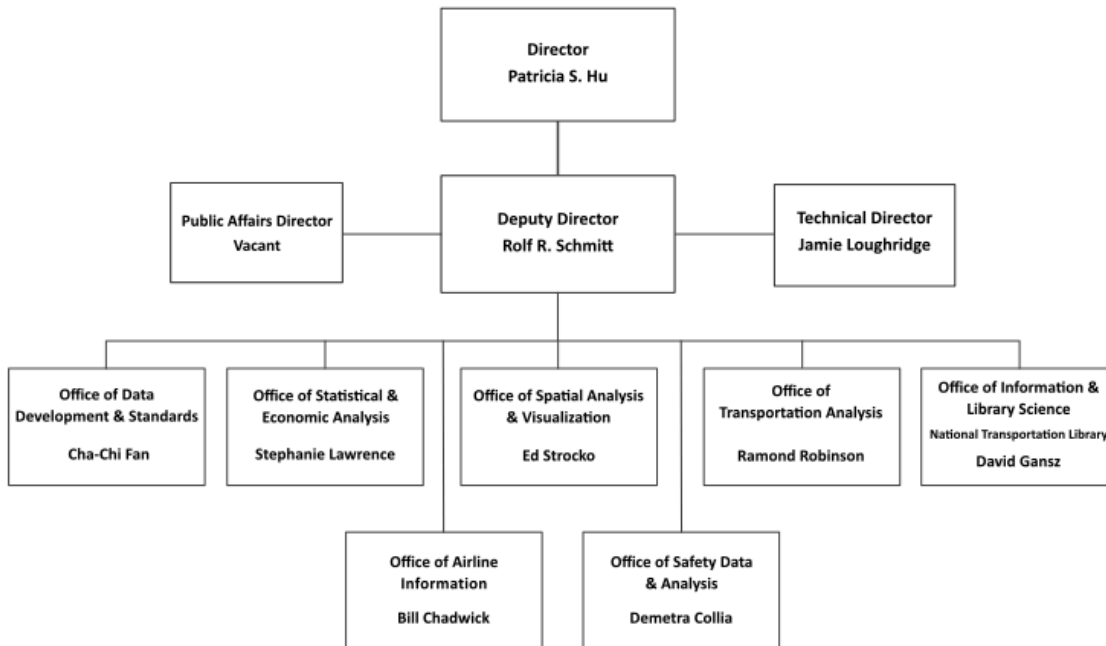 Director
Patricia S. Hu
Public Affairs Director
Vacant
Deputy Director
Rolf R. Schmitt
Technical Director
Jamie Loughridge
Office of Data
Development & Standards
Cha-Chi Fan
Office of Statistical &
Economic Analysis
Stephanie Lawrence
Office of Spatial Analysis
& Visualization
Ed Strocko
Office of
Transportation Analysis
Ramond Robinson
Office of Information &
Library Science
National Transportation Library
David Gansz
Office of Airline
Information
Bill Chadwick
Office of Safety Data
& Analysis
Demetra Collia